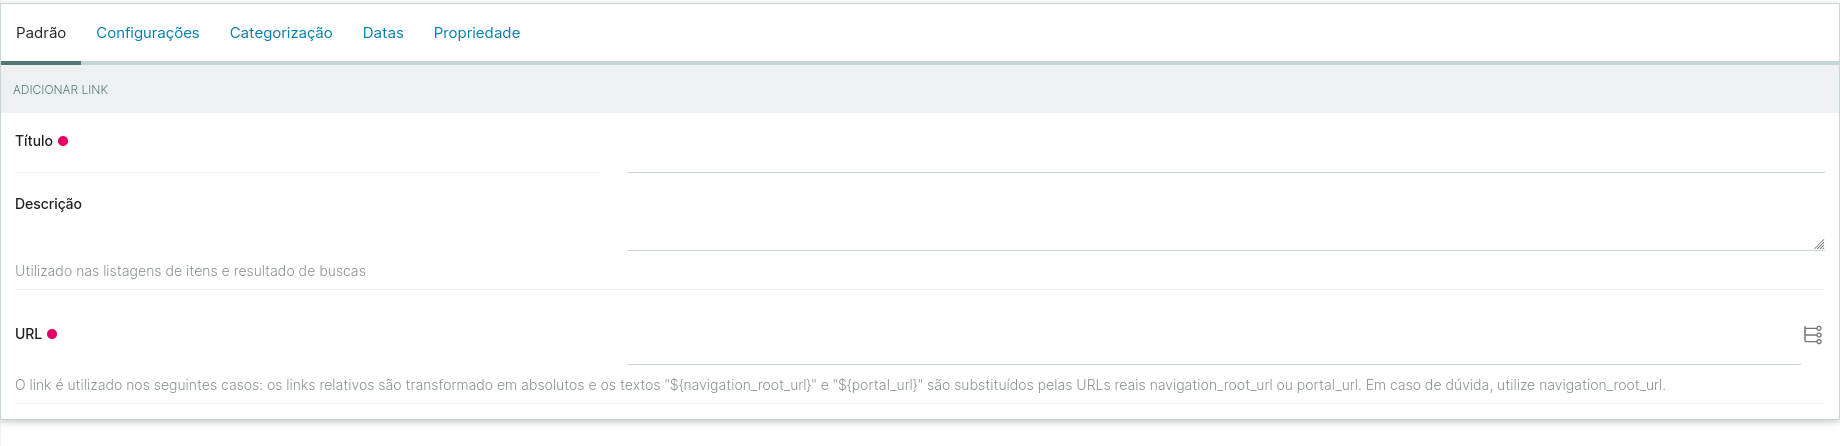 Padrão Configurações Categorização Datas Propriedade
ADICIONAR LINK
Título
Descrição
Utilizado nas listagens de itens e resultado de buscas
URL
O link é utilizado nos seguintes casos: os links relativos são transformado em absolutos e os textos "${navigation_root_url}" e "${portal_url}" são substituídos pelas URLs reais navigation_root_url ou portal_url. Em caso de dúvida, utilize navigation_root_url.